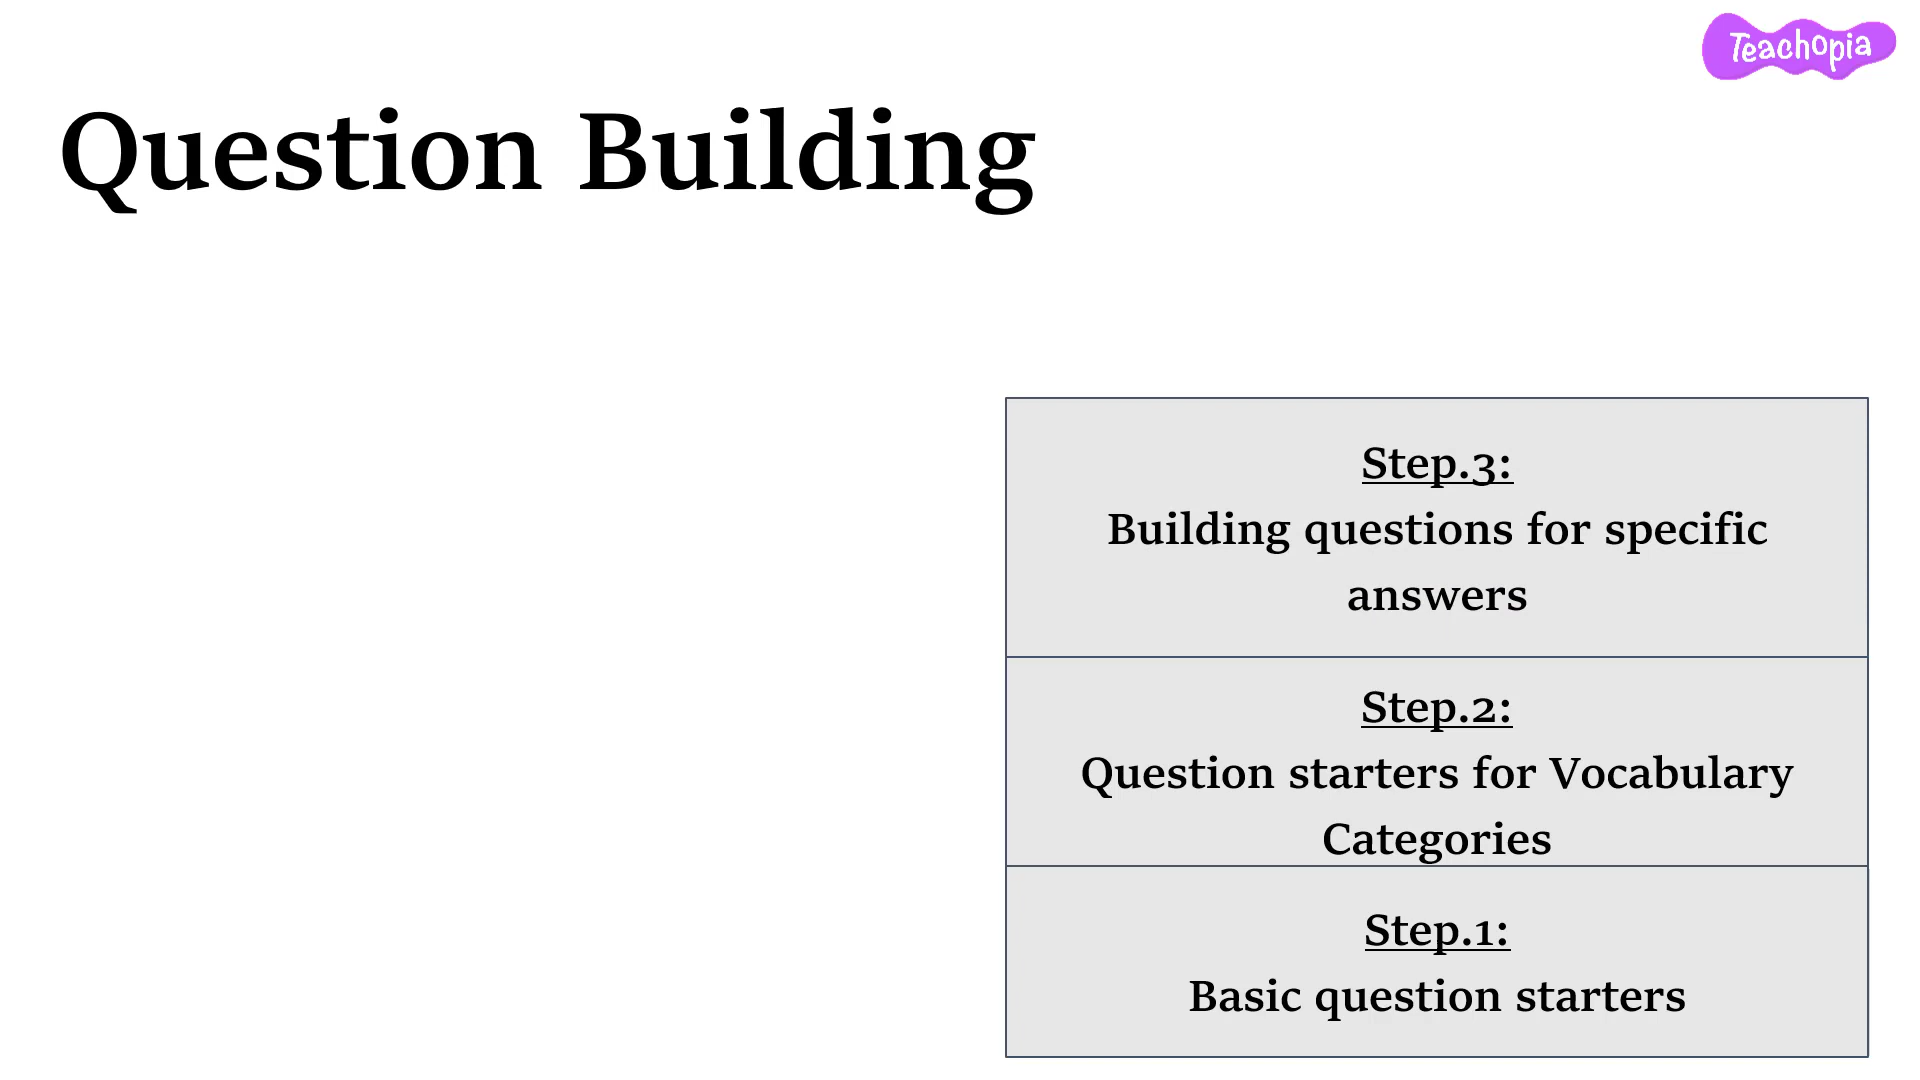 Teachopia
Question Building
Step.3:
Building questions for specific
answers
Step.2:
Question starters for Vocabulary
Categories
Step.1:
Basic question starters